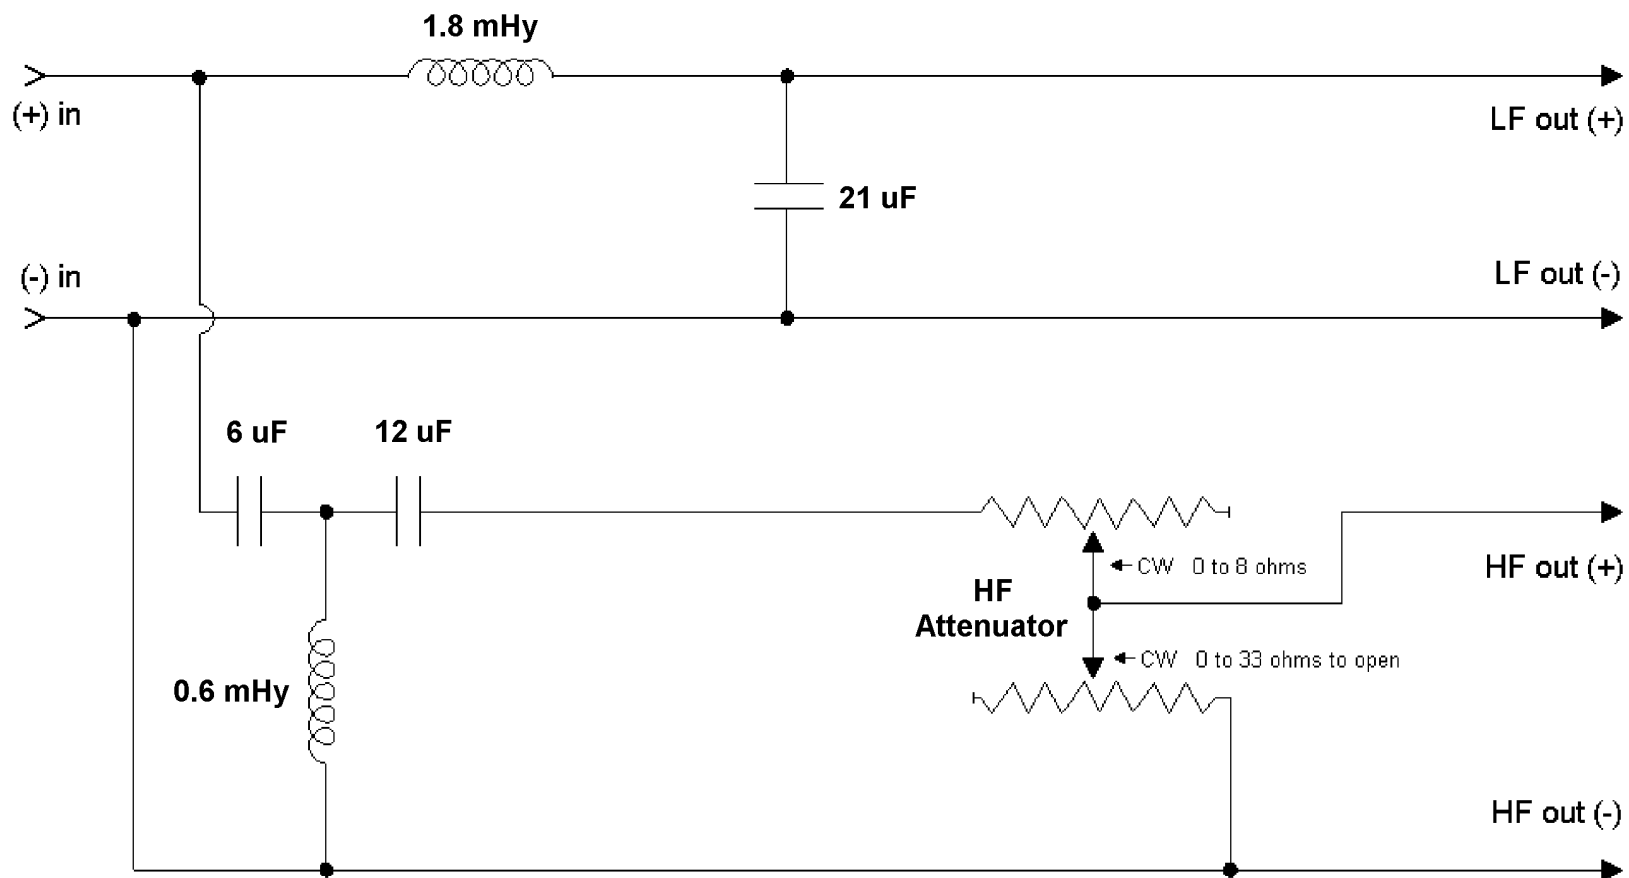 1.8 mHy
(+) in
LF out (+)
21 uF
(-) in
LF out (-)
6 uF
12 uF
CW 0 to 8 ohms
HF out (+)
HF
Attenuator
CW 0 to 33 ohms to open
0.6 mHy
HF out (-)